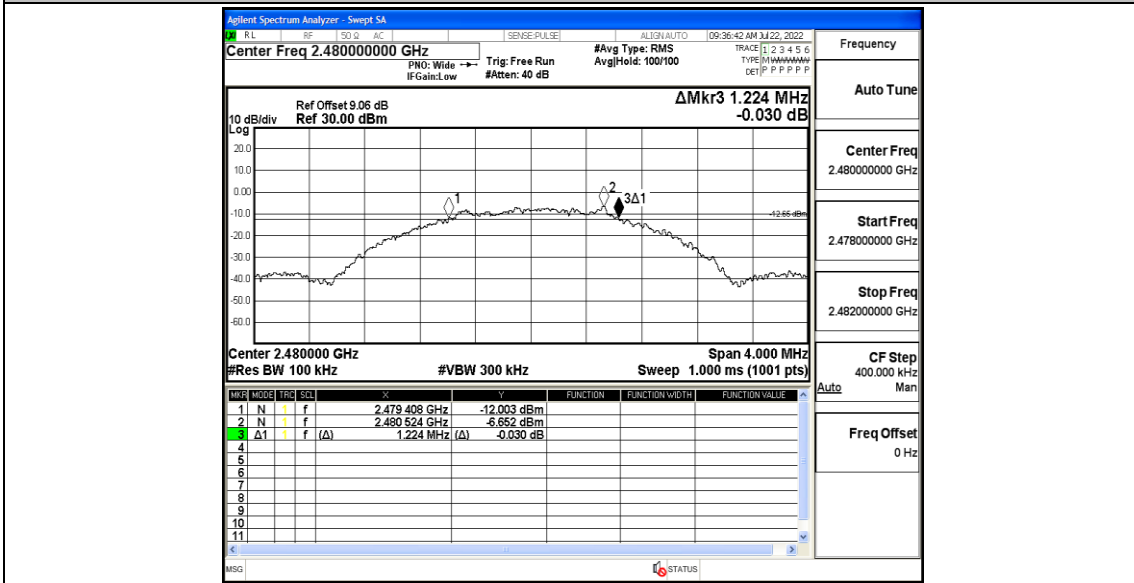 Agilent Spectrum Analyzer - Swept SA
LXI RL RF 50 Ω AC SENSE:PULSE ALIGN AUTO 09:36:42 AM Jul 22, 2022
Center Freq 2.480000000 GHz
PNO: Wide
IFGain:Low
Trig: Free Run
#Atten: 40 dB
#Avg Type: RMS
Avg|Hold: 100/100
TRACE 1 2 3 4 5 6
TYPE M WWWWW
DET P P P P P P
Frequency
ΔMkr3 1.224 MHz
-0.030 dB
Ref Offset 9.06 dB
10 dB/div Ref 30.00 dBm
Log
20.0
10.0
0.00
-10.0
-20.0
-30.0
-40.0
-50.0
-60.0
1
2
3Δ1
-12.65 dBm
Center 2.480000 GHz Span 4.000 MHz
#Res BW 100 kHz #VBW 300 kHz Sweep 1.000 ms (1001 pts)
MKR MODE TRC SCL X Y FUNCTION FUNCTION WIDTH FUNCTION VALUE
1 N 1 f 2.479 408 GHz -12.003 dBm
2 N 1 f 2.480 524 GHz -6.652 dBm
3 Δ1 1 f (Δ) 1.224 MHz (Δ) -0.030 dB
4
5
6
7
8
9
10
11
MSG STATUS
Auto Tune
Center Freq
2.480000000 GHz
Start Freq
2.478000000 GHz
Stop Freq
2.482000000 GHz
CF Step
400.000 kHz
Auto Man
Freq Offset
0 Hz